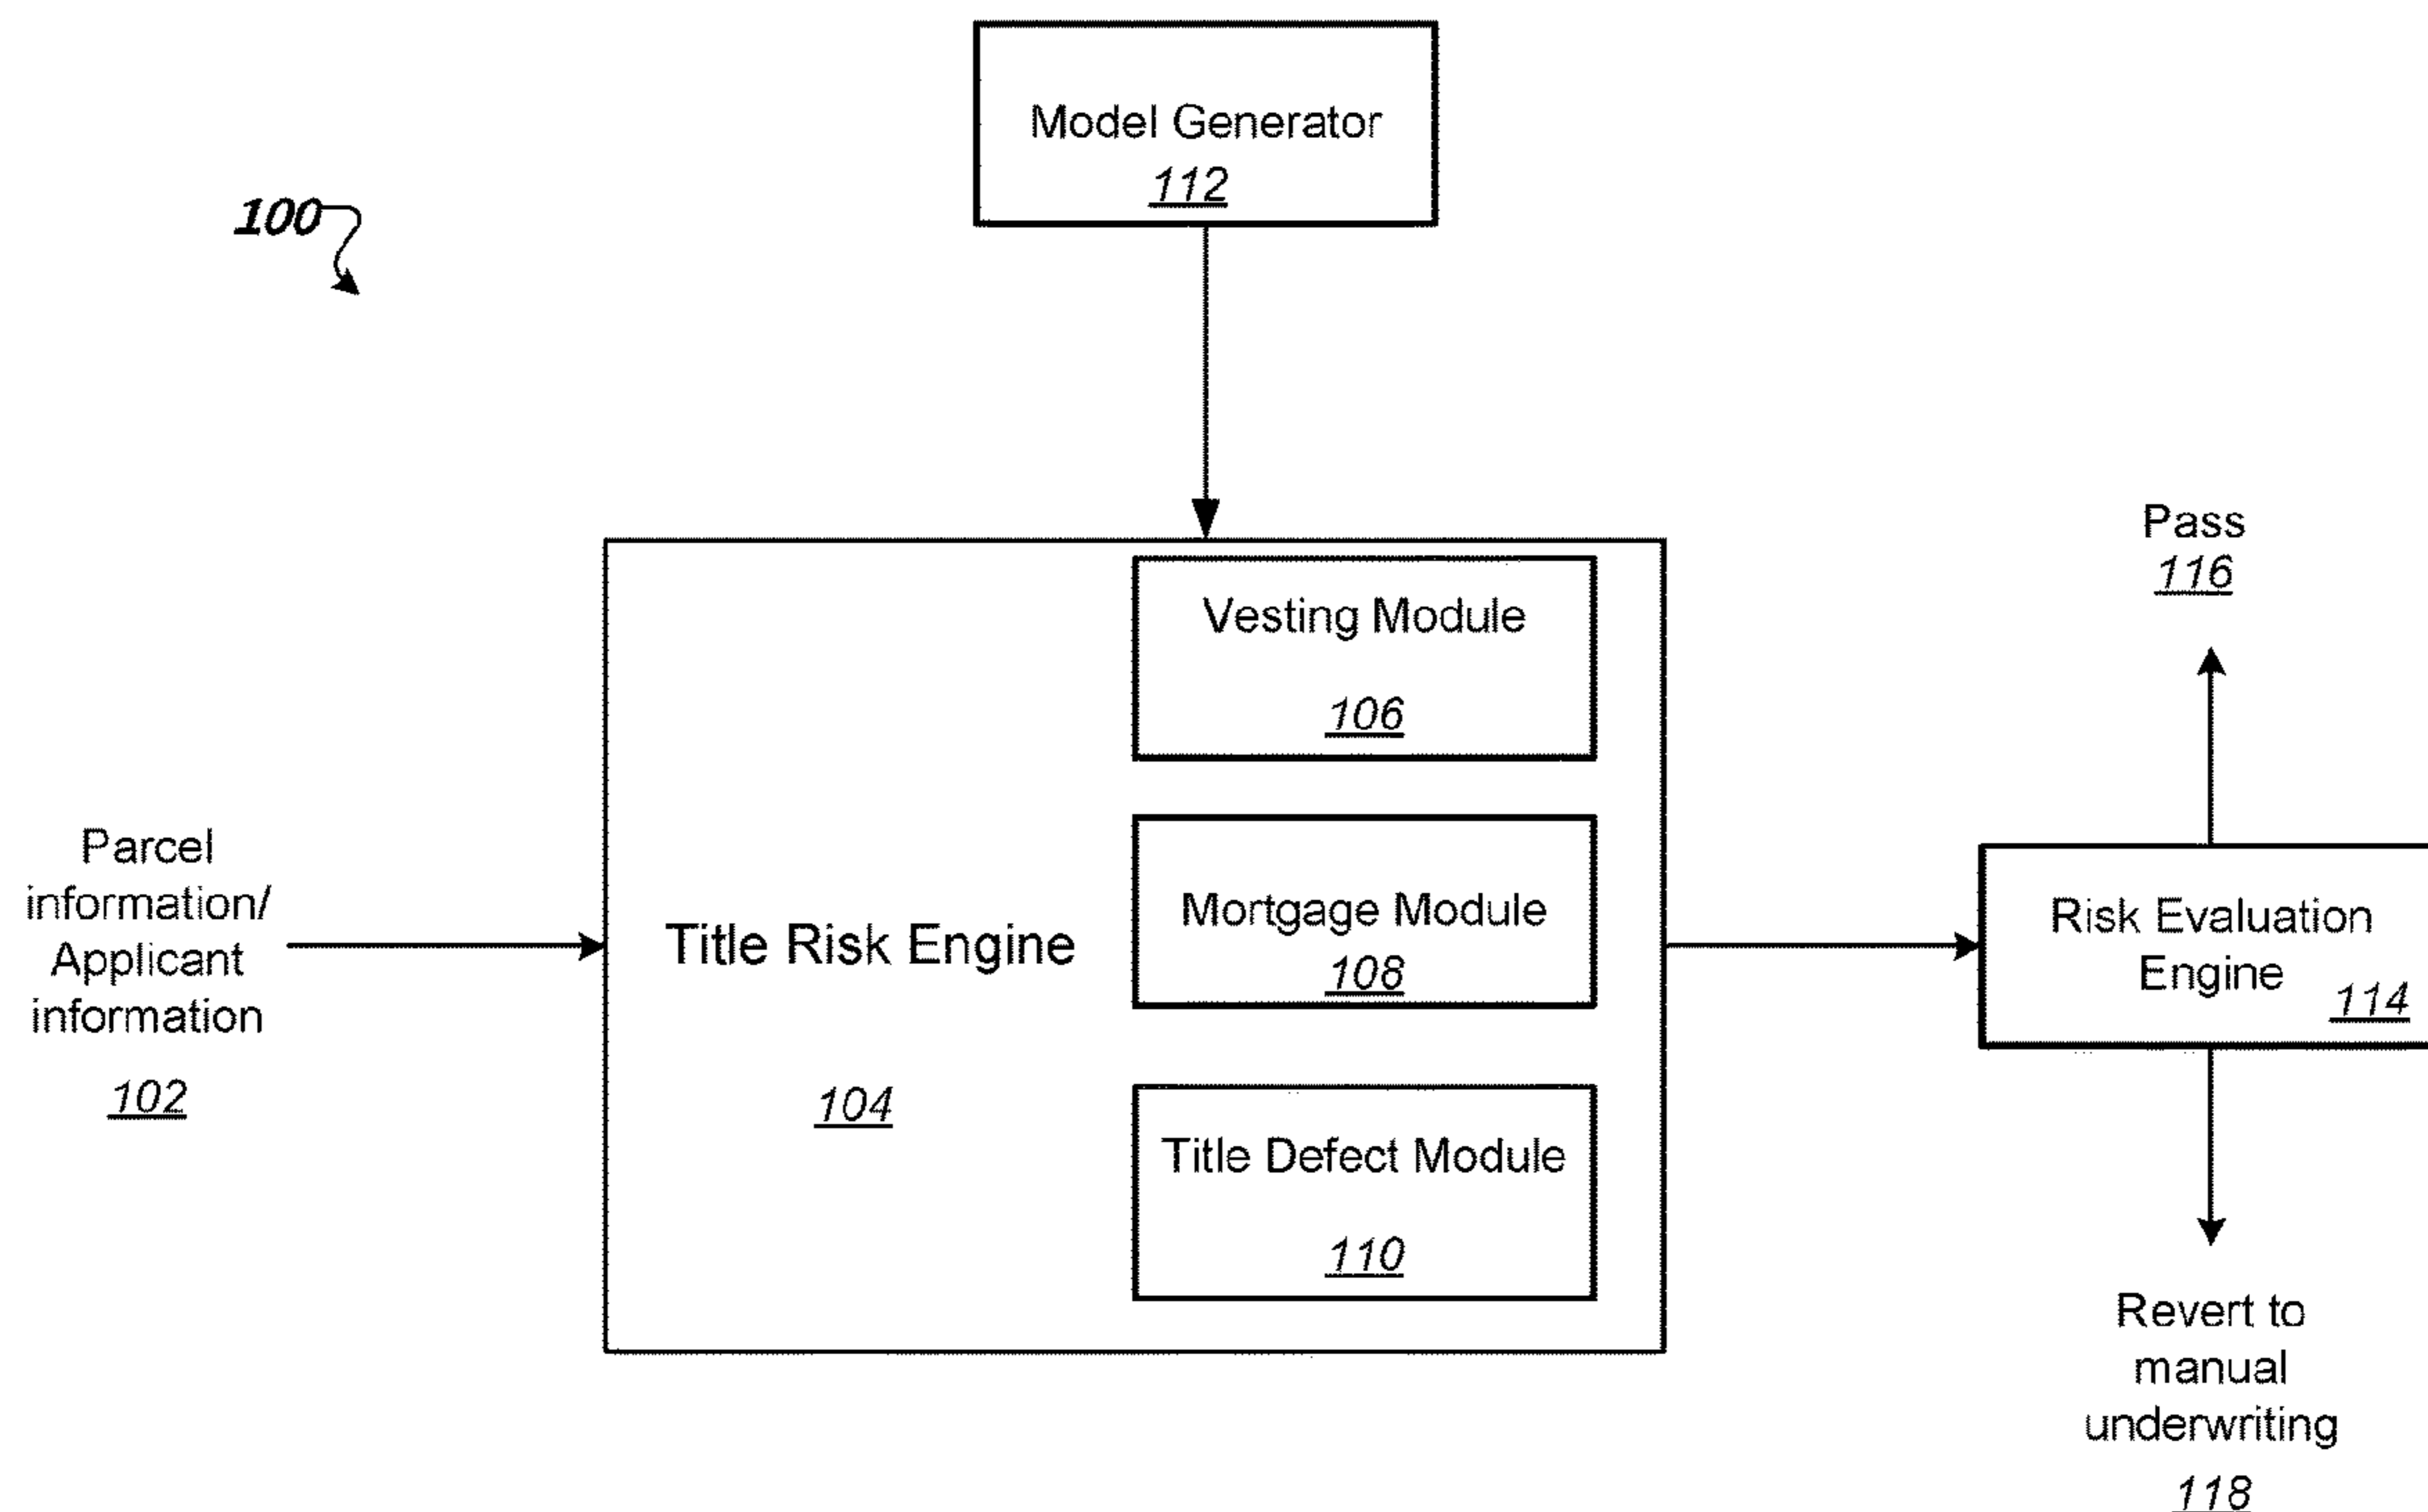 Model Generator
112
100
Pass
116
Vesting Module
106
Parcel
information/
Applicant
information
102
Title Risk Engine
104
Mortgage Module
108
Risk Evaluation
Engine
114
Title Defect Module
110
Revert to
manual
underwriting
118